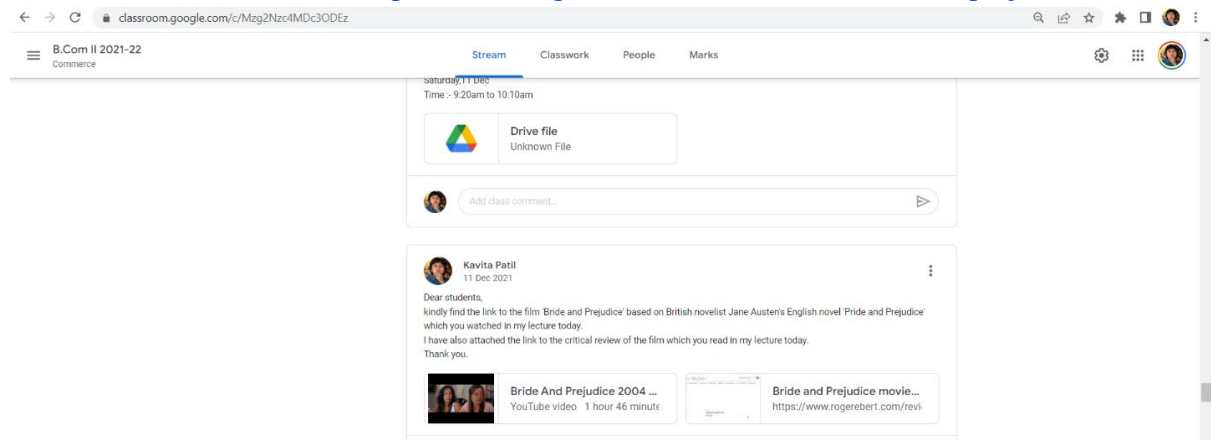 classroom.google.com/c/Mzg2Nzc4MDc3ODEz
B.Com II 2021-22
Commerce
Stream Classwork People Marks
Saturday,11 Dec
Time :- 9:20am to 10:10am
Drive file
Unknown File
Add class comment...
Kavita Patil
11 Dec 2021
Dear students,
kindly find the link to the film 'Bride and Prejudice' based on British novelist Jane Austen's English novel 'Pride and Prejudice'
which you watched in my lecture today.
I have also attached the link to the critical review of the film which you read in my lecture today.
Thank you.
Bride And Prejudice 2004 ...
YouTube video 1 hour 46 minute
Bride and Prejudice movie...
https://www.rogerebert.com/revi